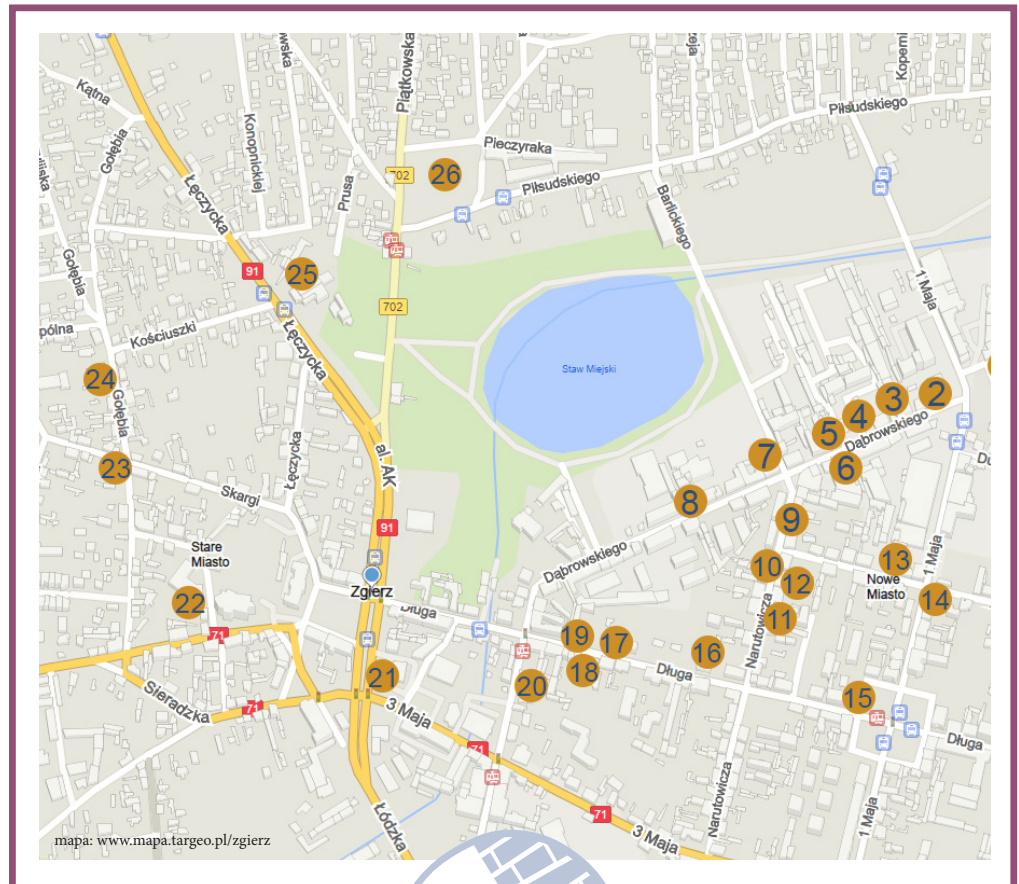 Piątkowska
Kątna
Konopnickiej
Piłsudskiego
Pieczyraka
702
26
Piłsudskiego
Gołębia
Prusa
Łęczycka
Barlickiego
25
91
Gołębia
1 Maja
702
Kościuszki
Łęczycka
Staw Miejski
24
2
3
4
5
Dąbrowskiego
Gołębia
al. AK
7
6
23
Łęczycka
Skargi
8
91
9
Stare
Miasto
Dąbrowskiego
1 Maja
13
10
Nowe
Miasto
12
Zgierz
14
22
Długa
11
71
19
17
Narutowicza
16
18
Długa
21
20
15
Sieradzka
71
3 Maja
Długa
71
Narutowicza
71
1 Maja
Łódzka
3 Maja
mapa: www.mapa.targeo.pl/zgierz